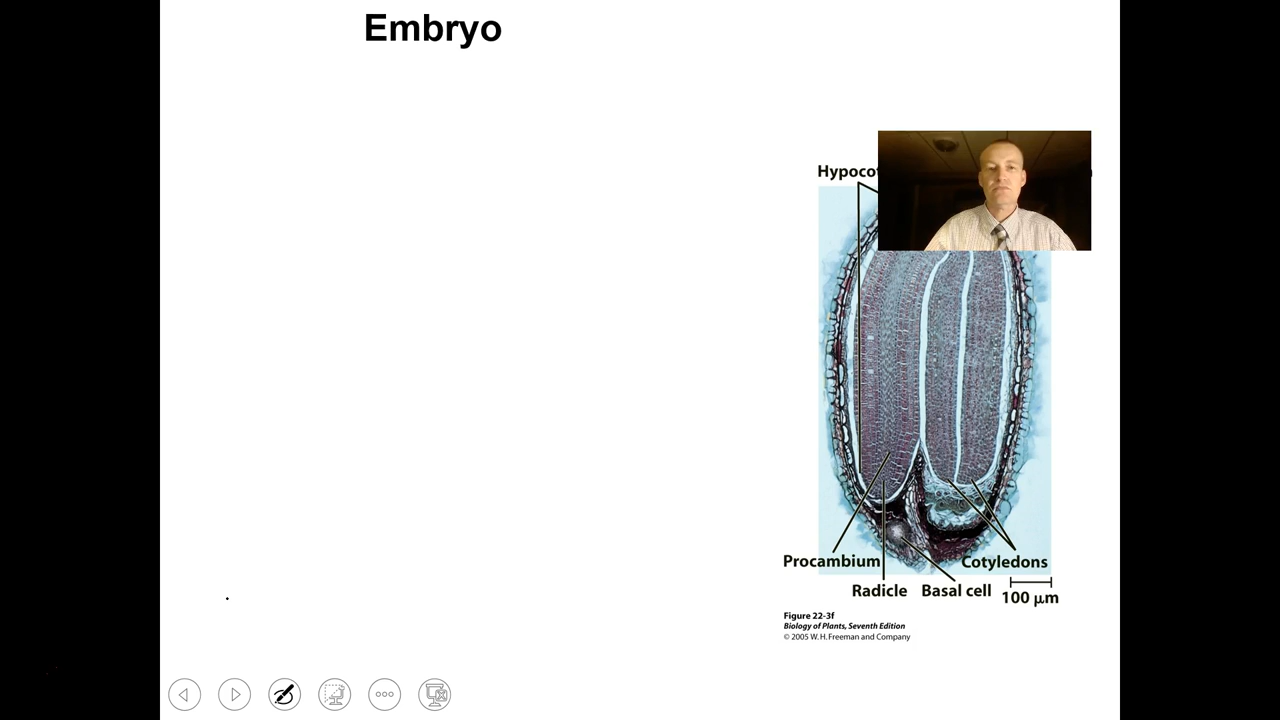 Embryo
Hypocot
Procambium
Cotyledons
Radicle
Basal cell
100 µm
Figure 22-3f
Biology of Plants, Seventh Edition
© 2005 W. H. Freeman and Company